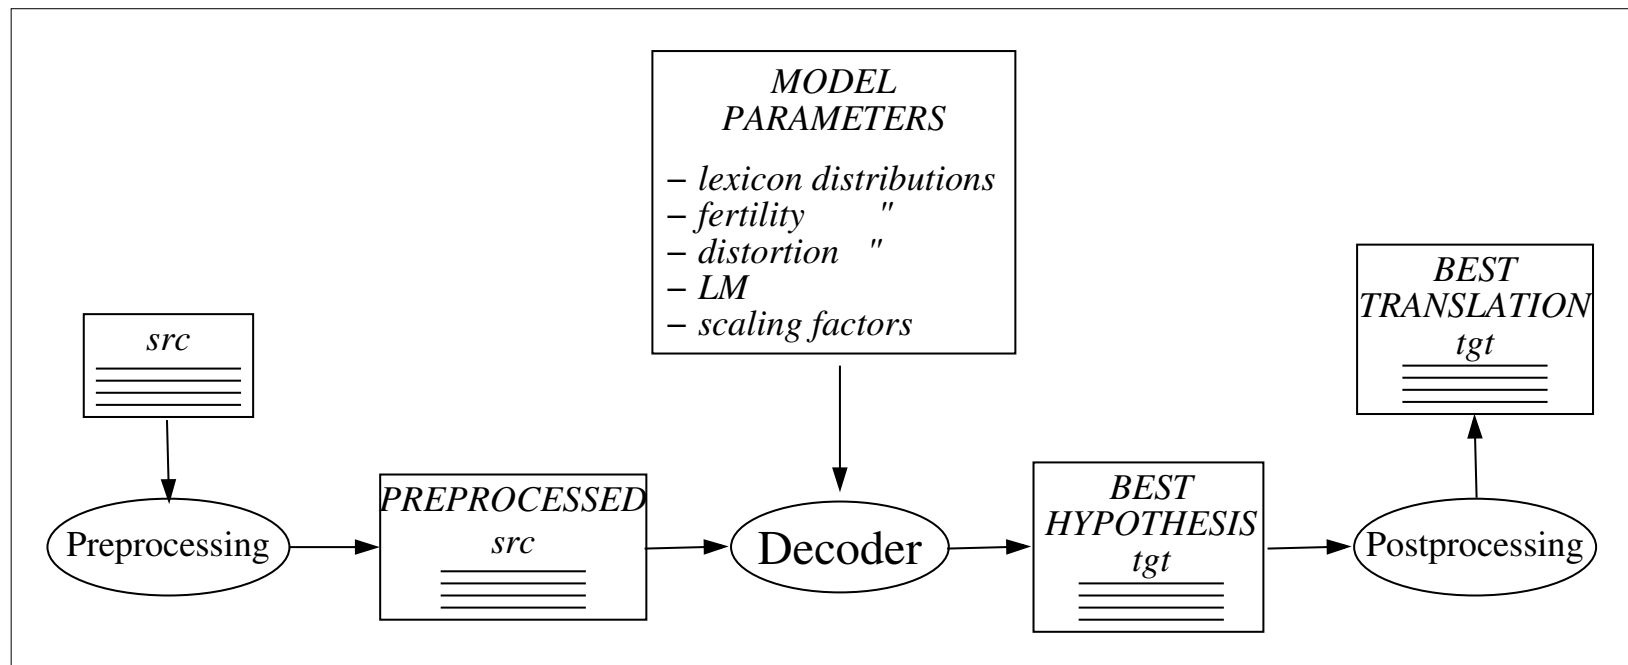 MODEL
PARAMETERS
– lexicon distributions
– fertility "
– distortion "
– LM
– scaling factors
src
Preprocessing
PREPROCESSED
src
Decoder
BEST
HYPOTHESIS
tgt
Postprocessing
BEST
TRANSLATION
tgt